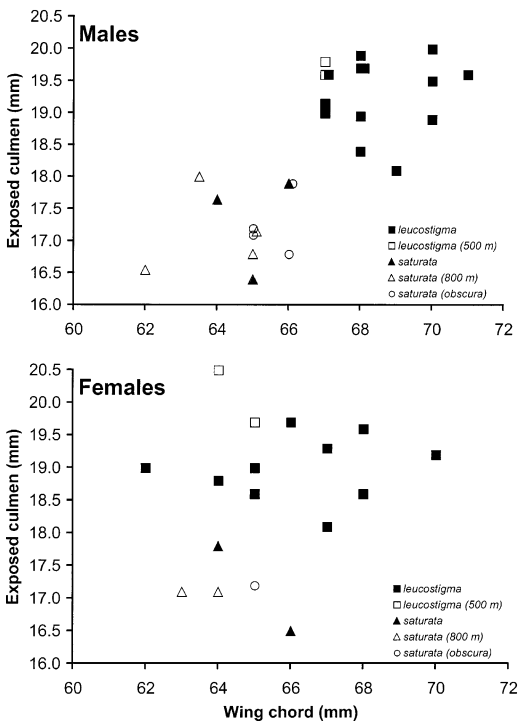 Males
Exposed culmen (mm)
20.5
20.0
19.5
19.0
18.5
18.0
17.5
17.0
16.5
16.0
leucostigma
leucostigma (500 m)
saturata
saturata (800 m)
saturata (obscura)
60 62 64 66 68 70 72
Females
Exposed culmen (mm)
20.5
20.0
19.5
19.0
18.5
18.0
17.5
17.0
16.5
16.0
leucostigma
leucostigma (500 m)
saturata
saturata (800 m)
saturata (obscura)
60 62 64 66 68 70 72
Wing chord (mm)